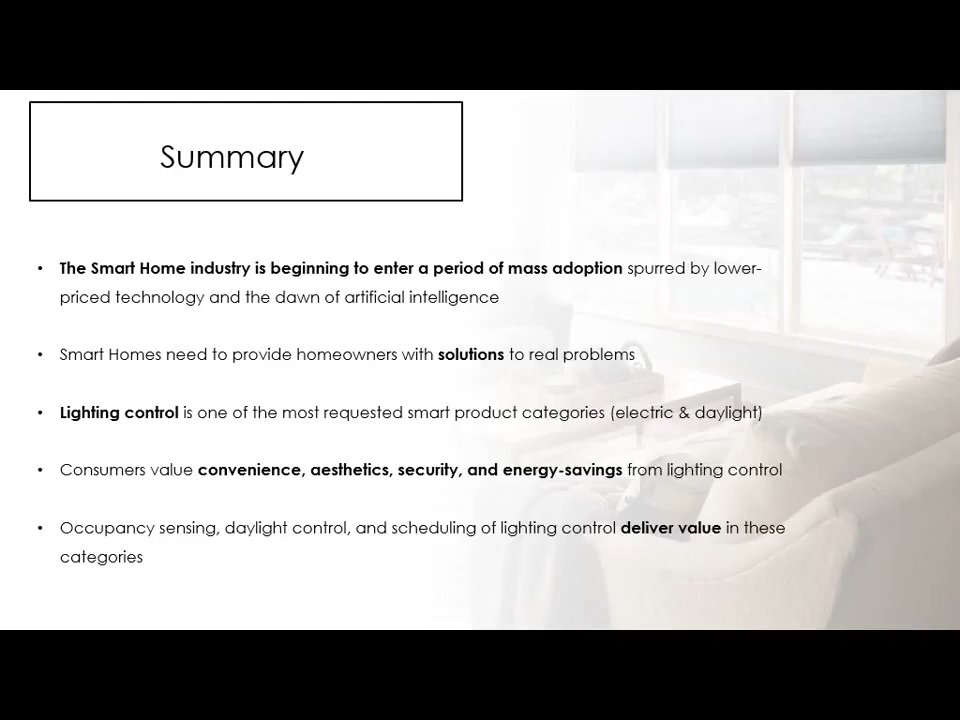 Summary
• The Smart Home industry is beginning to enter a period of mass adoption spurred by lower-
priced technology and the dawn of artificial intelligence
• Smart Homes need to provide homeowners with solutions to real problems
• Lighting control is one of the most requested smart product categories (electric & daylight)
• Consumers value convenience, aesthetics, security, and energy-savings from lighting control
• Occupancy sensing, daylight control, and scheduling of lighting control deliver value in these
categories